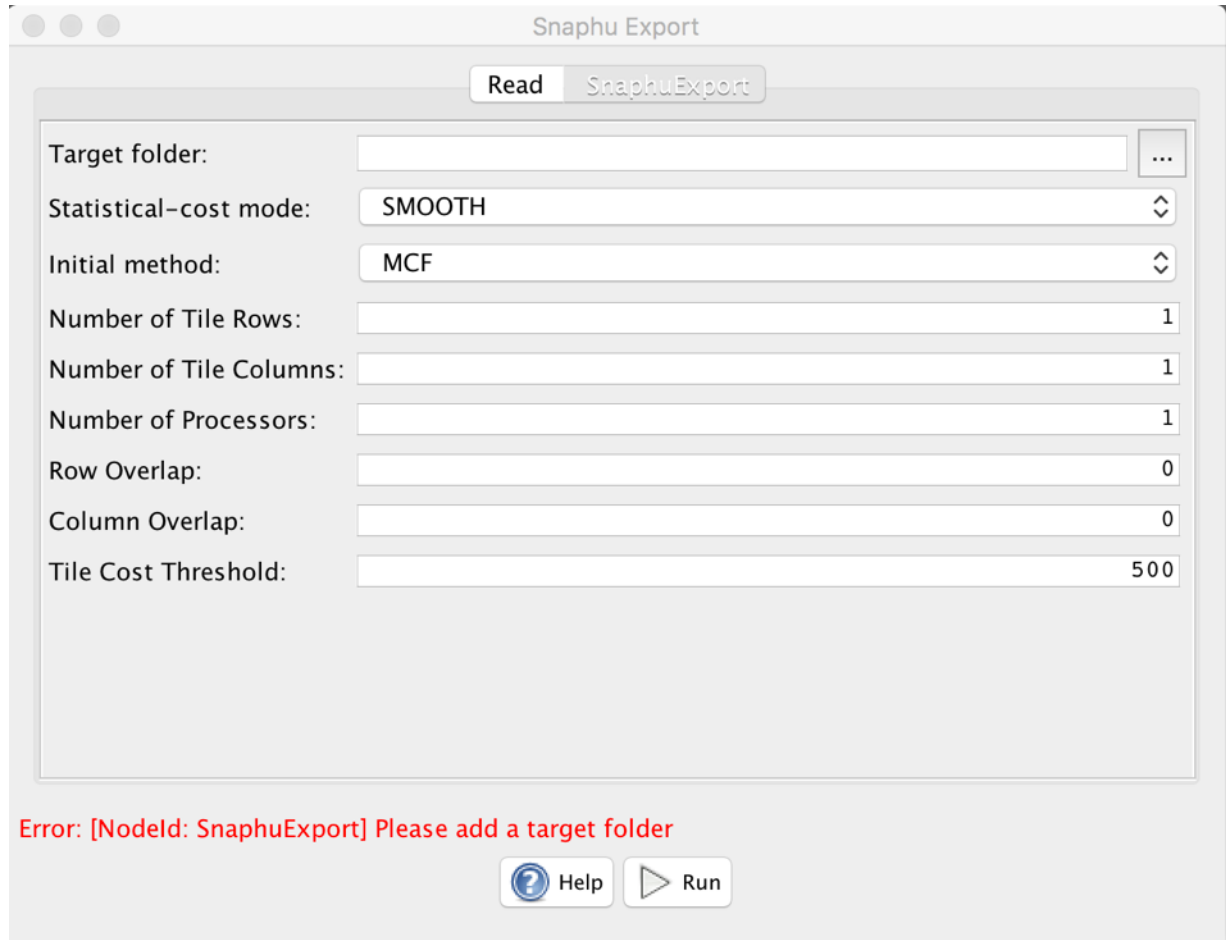 Snaphu Export
Read SnaphuExport
Target folder: ...
Statistical-cost mode: SMOOTH
Initial method: MCF
Number of Tile Rows: 1
Number of Tile Columns: 1
Number of Processors: 1
Row Overlap: 0
Column Overlap: 0
Tile Cost Threshold: 500
Error: [NodeId: SnaphuExport] Please add a target folder
? Help Run